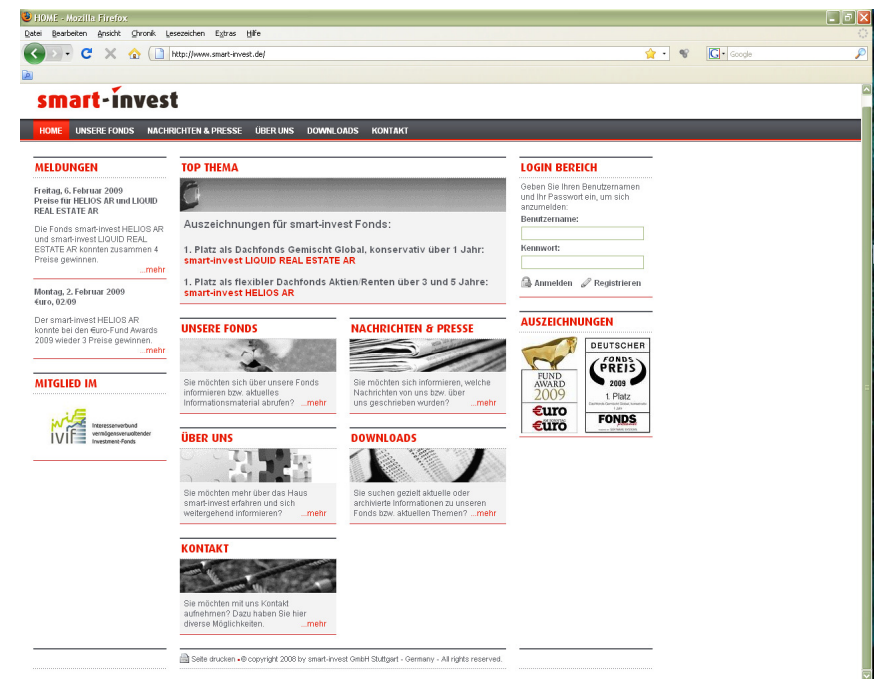 HOME - Mozilla Firefox
Datei Bearbeiten Ansicht Chronik Lesezeichen Extras Hilfe
http://www.smart-invest.de/
Google
smart-invest
HOME UNSERE FONDS NACHRICHTEN & PRESSE ÜBER UNS DOWNLOADS KONTAKT
MELDUNGEN
Freitag, 6. Februar 2009
Preise für HELIOS AR und LIQUID
REAL ESTATE AR
Die Fonds smart-invest HELIOS AR
und smart-invest LIQUID REAL
ESTATE AR konnten zusammen 4
Preise gewinnen.
...mehr
Montag, 2. Februar 2009
€uro, 02/09
Der smart-invest HELIOS AR
konnte bei den €uro-Fund Awards
2009 wieder 3 Preise gewinnen.
...mehr
MITGLIED IM
IVIF
Interessenverbund
vermögensverwaltender
Investment-Fonds
TOP THEMA
Auszeichnungen für smart-invest Fonds:
1. Platz als Dachfonds Gemischt Global, konservativ über 1 Jahr:
smart-invest LIQUID REAL ESTATE AR
1. Platz als flexibler Dachfonds Aktien/Renten über 3 und 5 Jahre:
smart-invest HELIOS AR
UNSERE FONDS
Sie möchten sich über unsere Fonds
informieren bzw. aktuelles
Informationsmaterial abrufen? ...mehr
NACHRICHTEN & PRESSE
Sie möchten sich informieren, welche
Nachrichten von uns bzw. über
uns geschrieben wurden? ...mehr
ÜBER UNS
Sie möchten mehr über das Haus
smart-invest erfahren und sich
weitergehend informieren? ...mehr
DOWNLOADS
Sie suchen gezielt aktuelle oder
archivierte Informationen zu unseren
Fonds bzw. aktuellen Themen? ...mehr
KONTAKT
Sie möchten mit uns Kontakt
aufnehmen? Dazu haben Sie hier
diverse Möglichkeiten. ...mehr
LOGIN BEREICH
Geben Sie Ihren Benutzernamen
und Ihr Passwort ein, um sich
anzumelden:
Benutzername:
Kennwort:
Anmelden Registrieren
AUSZEICHNUNGEN
FUND
AWARD
2009
€uro
€uro
DEUTSCHER
FONDS
PREIS
2009
1. Platz
FONDS
Seite drucken • © copyright 2008 by smart-invest GmbH Stuttgart - Germany - All rights reserved.